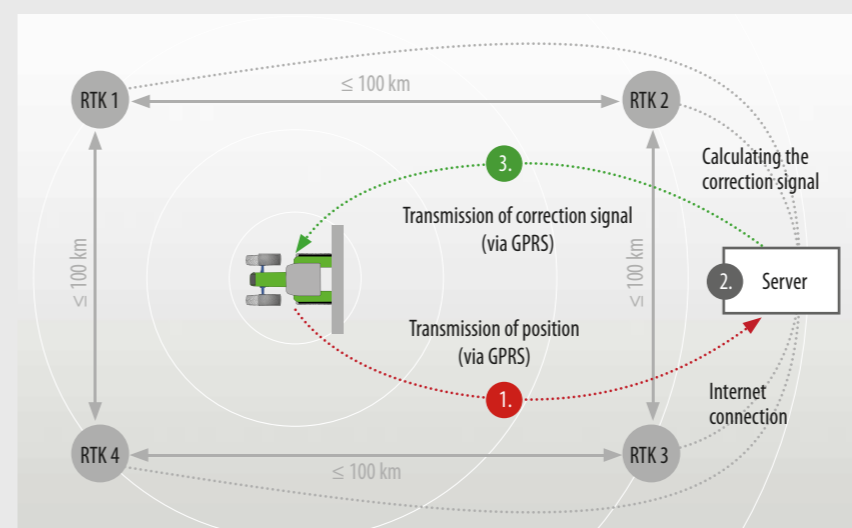 ≤ 100 km
RTK 1
RTK 2
3.
Calculating the
correction signal
Transmission of correction signal
(via GPRS)
≤ 100 km
≤ 100 km
2.
Server
Transmission of position
(via GPRS)
1.
Internet
connection
RTK 4
RTK 3
≤ 100 km